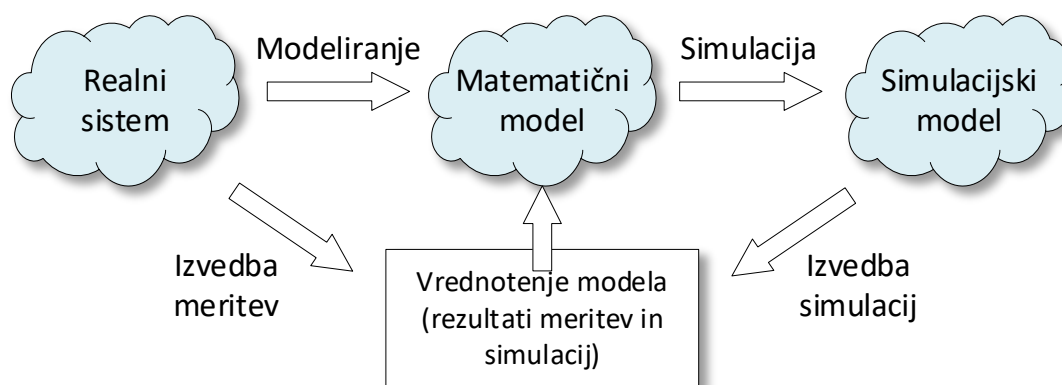 Realni
sistem
Modeliranje
Matematični
model
Simulacija
Simulacijski
model
Izvedba
meritev
Vrednotenje modela
(rezultati meritev in
simulacij)
Izvedba
simulacij